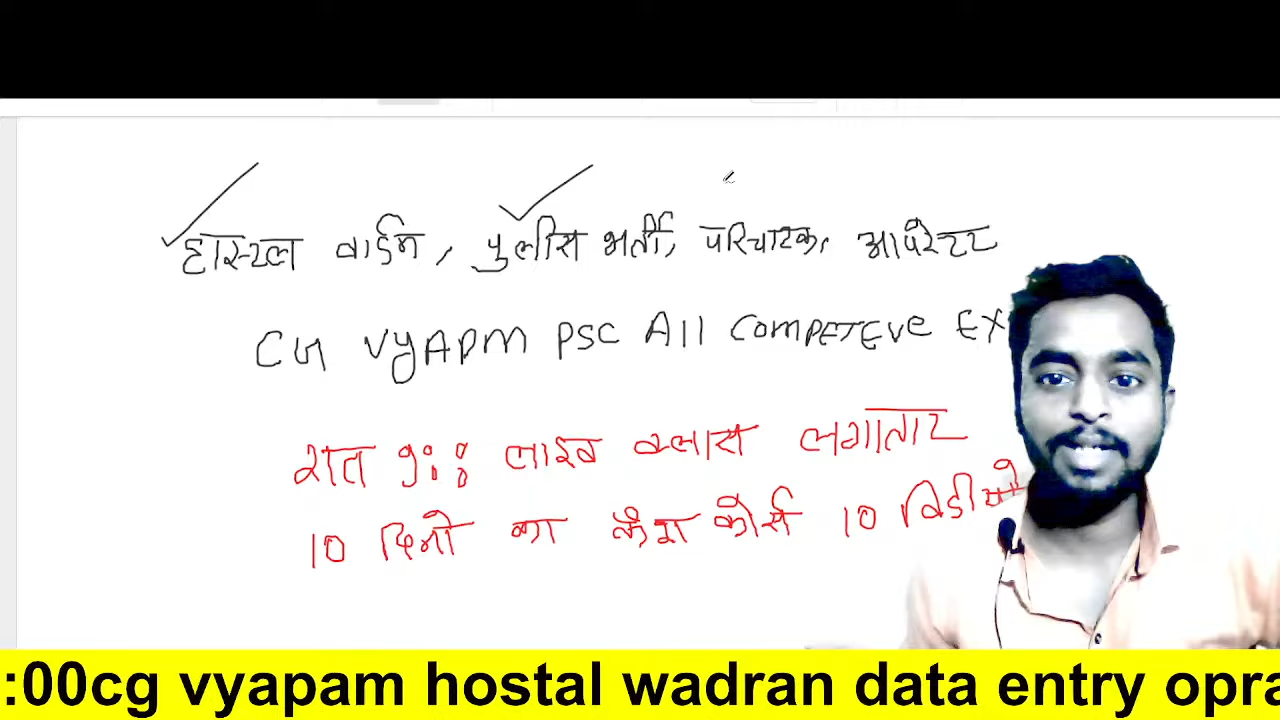 हास्टल वार्डन, पुलीस भर्ती, परिचारक, आपरेटर
CG VYAPM PSC All COMPETEVE EX
रात 9:8 लाइव क्लास लगातार
10 दिनो का क्रैश कोर्स 10 विडीयो
:00cg vyapam hostal wadran data entry opra